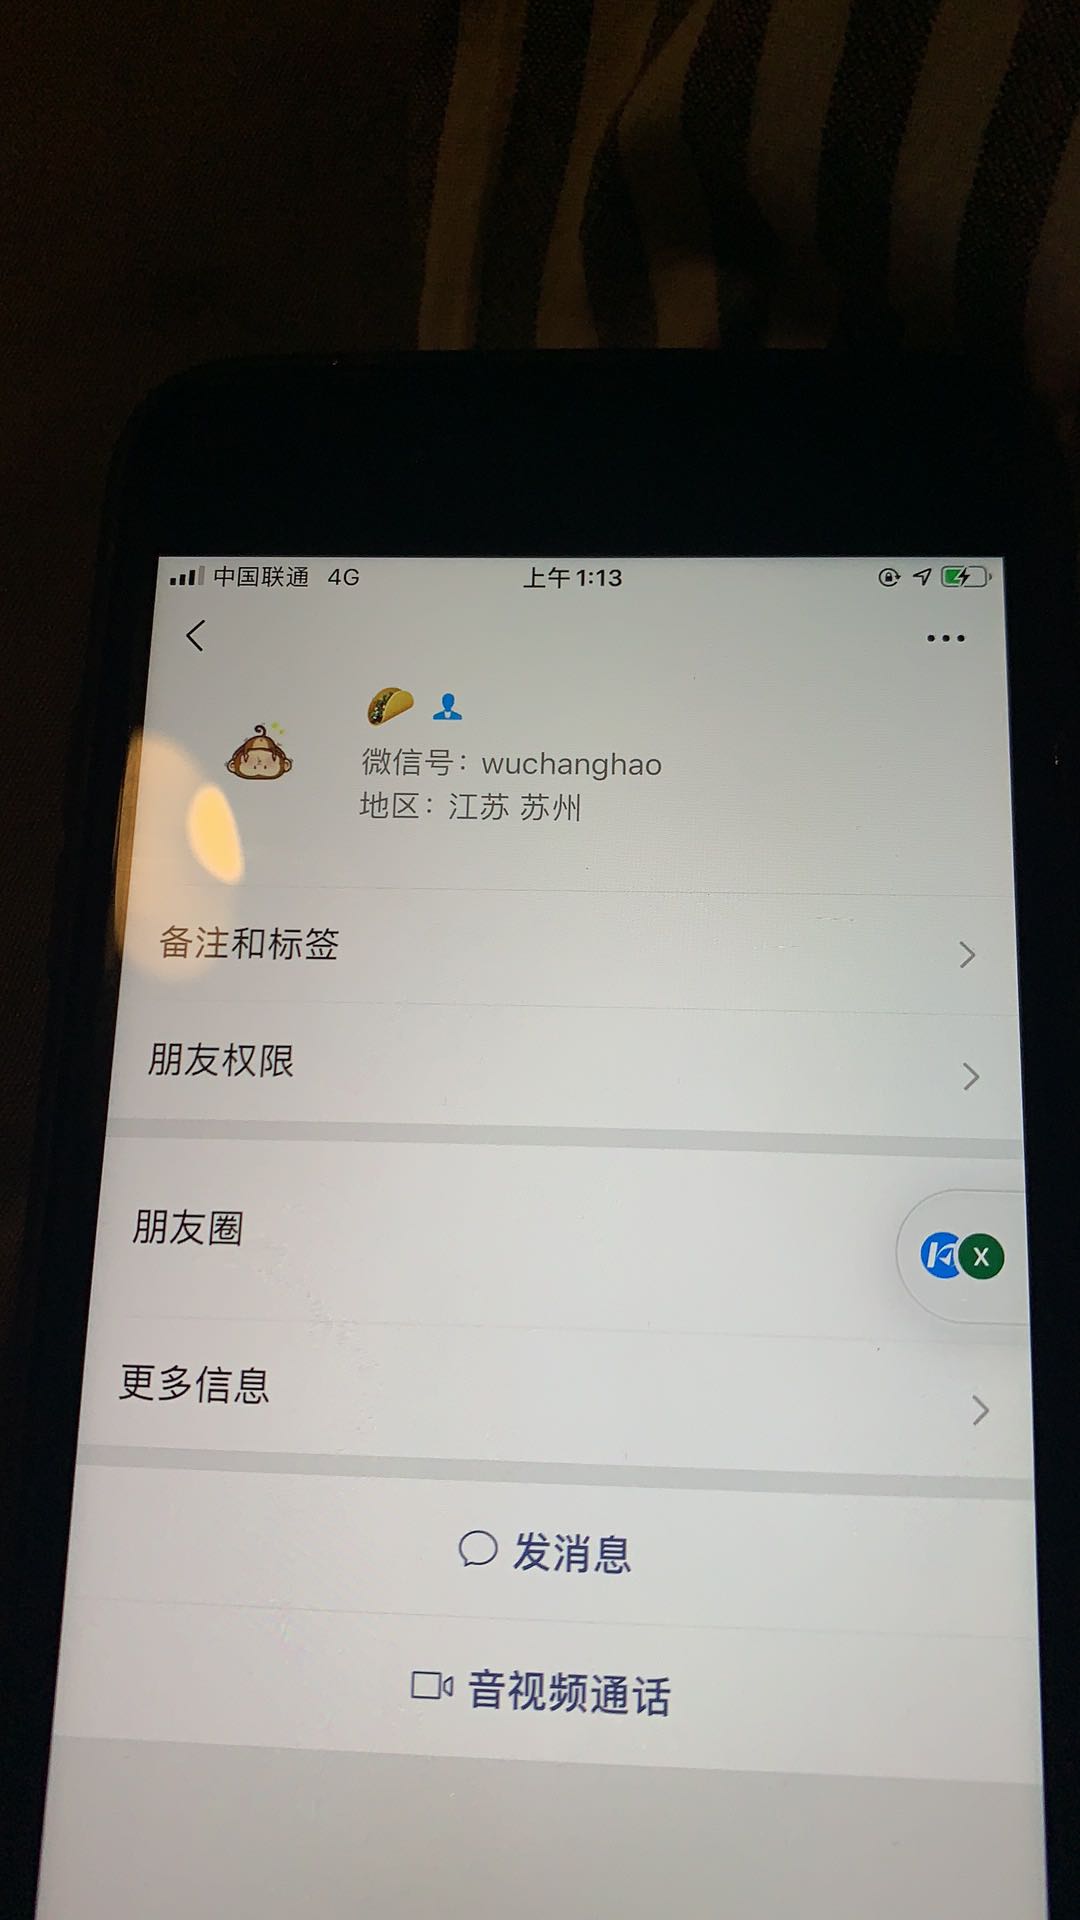 中国联通 4G 上午1:13
微信号：wuchanghao
地区：江苏 苏州
备注和标签
朋友权限
朋友圈
X
更多信息
发消息
音视频通话